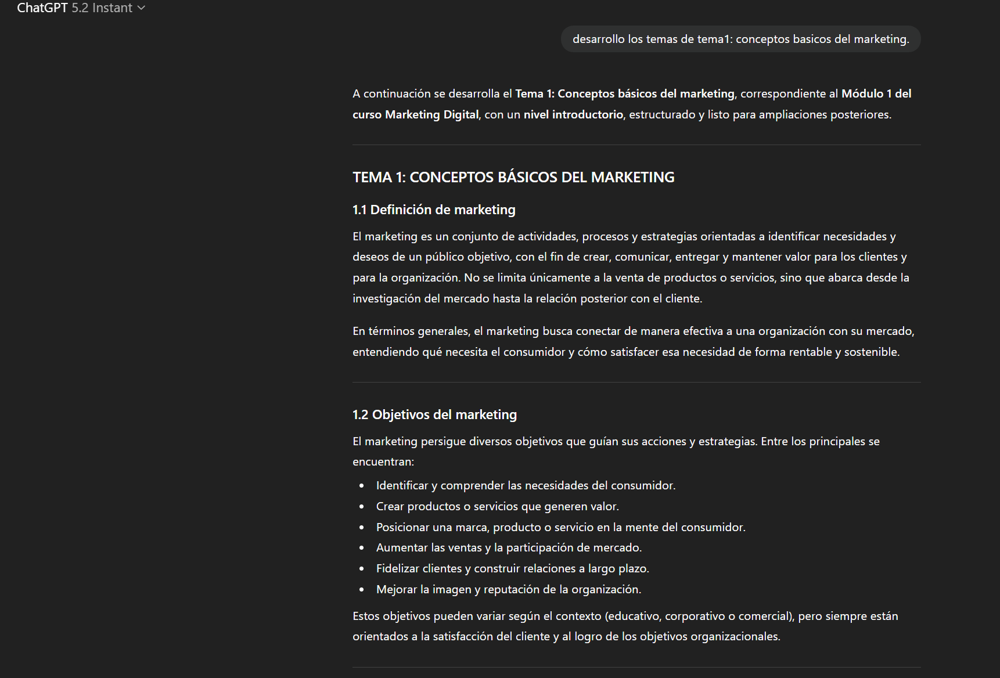 ChatGPT 5.2 Instant
desarrollo los temas de tema1: conceptos basicos del marketing.
A continuación se desarrolla el Tema 1: Conceptos básicos del marketing, correspondiente al Módulo 1 del
curso Marketing Digital, con un nivel introductorio, estructurado y listo para ampliaciones posteriores.
TEMA 1: CONCEPTOS BÁSICOS DEL MARKETING
1.1 Definición de marketing
El marketing es un conjunto de actividades, procesos y estrategias orientadas a identificar necesidades y
deseos de un público objetivo, con el fin de crear, comunicar, entregar y mantener valor para los clientes y
para la organización. No se limita únicamente a la venta de productos o servicios, sino que abarca desde la
investigación del mercado hasta la relación posterior con el cliente.
En términos generales, el marketing busca conectar de manera efectiva a una organización con su mercado,
entendiendo qué necesita el consumidor y cómo satisfacer esa necesidad de forma rentable y sostenible.
1.2 Objetivos del marketing
El marketing persigue diversos objetivos que guían sus acciones y estrategias. Entre los principales se
encuentran:
• Identificar y comprender las necesidades del consumidor.
• Crear productos o servicios que generen valor.
• Posicionar una marca, producto o servicio en la mente del consumidor.
• Aumentar las ventas y la participación de mercado.
• Fidelizar clientes y construir relaciones a largo plazo.
• Mejorar la imagen y reputación de la organización.
Estos objetivos pueden variar según el contexto (educativo, corporativo o comercial), pero siempre están
orientados a la satisfacción del cliente y al logro de los objetivos organizacionales.